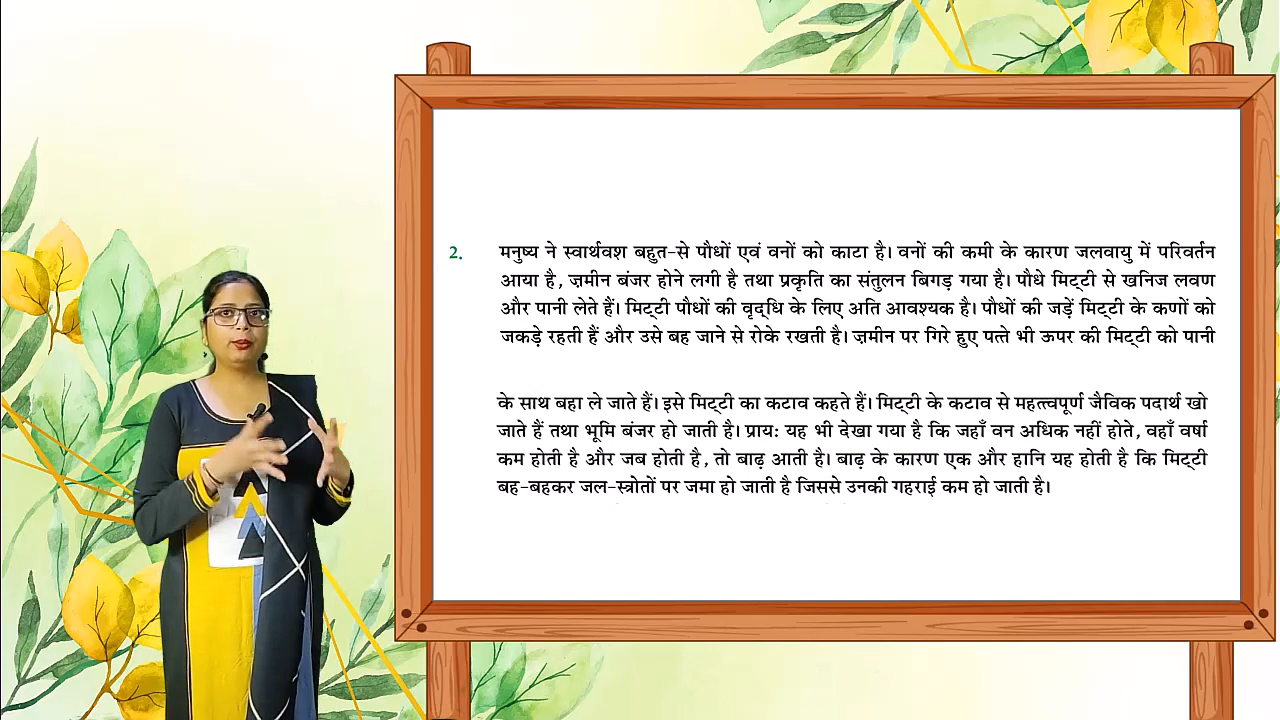 2. मनुष्य ने स्वार्थवश बहुत-से पौधों एवं वनों को काटा है। वनों की कमी के कारण जलवायु में परिवर्तन
आया है, ज़मीन बंजर होने लगी है तथा प्रकृति का संतुलन बिगड़ गया है। पौधे मिट्‌टी से खनिज लवण
और पानी लेते हैं। मिट्‌टी पौधों की वृद्‌धि के लिए अति आवश्यक है। पौधों की जड़ें मिट्‌टी के कणों को
जकड़े रहती हैं और उसे बह जाने से रोके रखती है। ज़मीन पर गिरे हुए पत्ते भी ऊपर की मिट्‌टी को पानी
के साथ बहा ले जाते हैं। इसे मिट्‌टी का कटाव कहते हैं। मिट्‌टी के कटाव से महत्त्वपूर्ण जैविक पदार्थ खो
जाते हैं तथा भूमि बंजर हो जाती है। प्राय: यह भी देखा गया है कि जहाँ वन अधिक नहीं होते, वहाँ वर्षा
कम होती है और जब होती है, तो बाढ़ आती है। बाढ़ के कारण एक और हानि यह होती है कि मिट्‌टी
बह-बहकर जल-स्त्रोतों पर जमा हो जाती है जिससे उनकी गहराई कम हो जाती है।